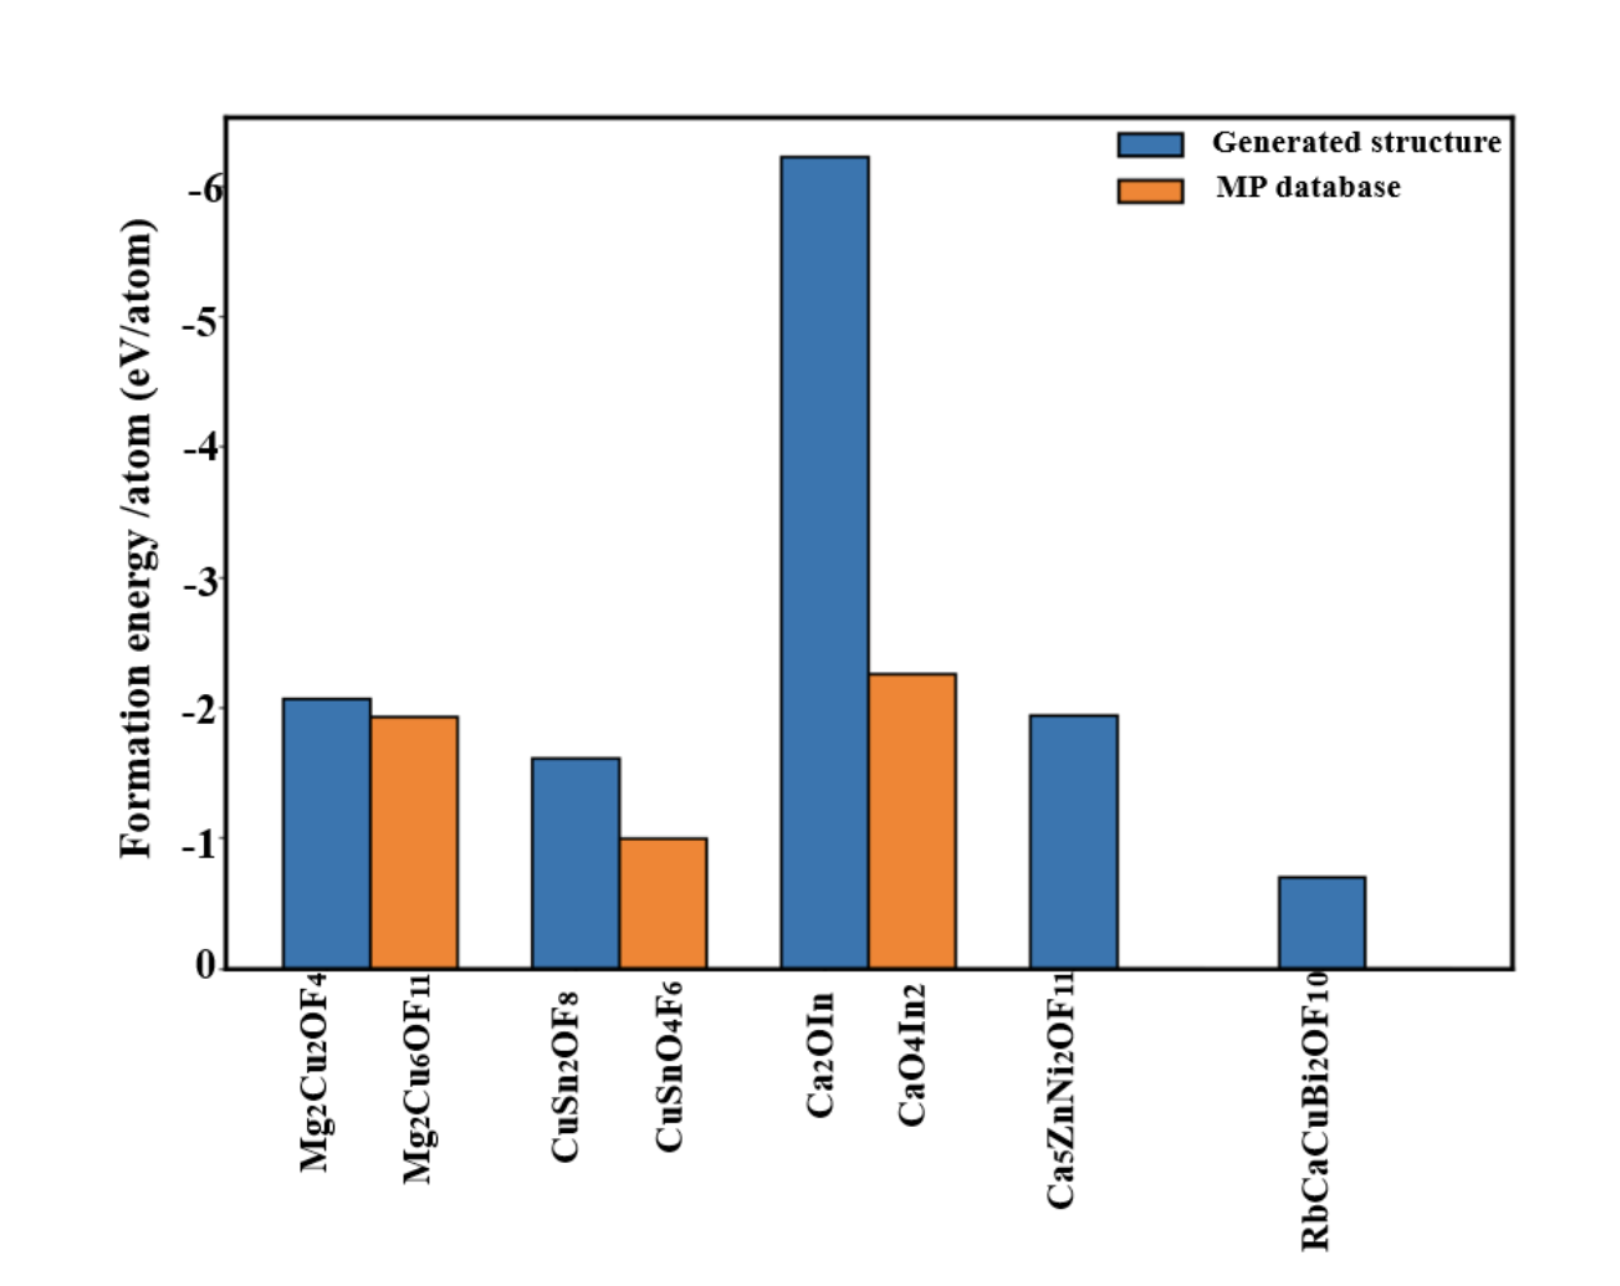 Generated structure
MP database
Formation energy /atom (eV/atom)
-6
-5
-4
-3
-2
-1
0
Mg2Cu2OF4
Mg2Cu6OF11
CuSn2OF8
CuSnO4F6
Ca2OIn
CaO4In2
Ca5ZnNi2OF11
RbCaCuBi2OF10